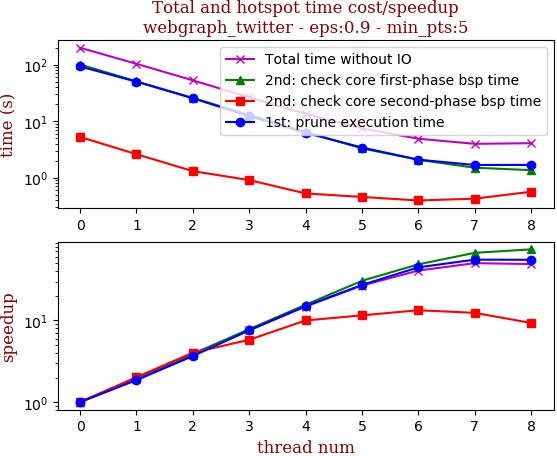 Total and hotspot time cost/speedup
webgraph_twitter - eps:0.9 - min_pts:5
time (s)
10²
10¹
10⁰
Total time without IO
2nd: check core first-phase bsp time
2nd: check core second-phase bsp time
1st: prune execution time
0 1 2 3 4 5 6 7 8
speedup
10¹
10⁰
0 1 2 3 4 5 6 7 8
thread num